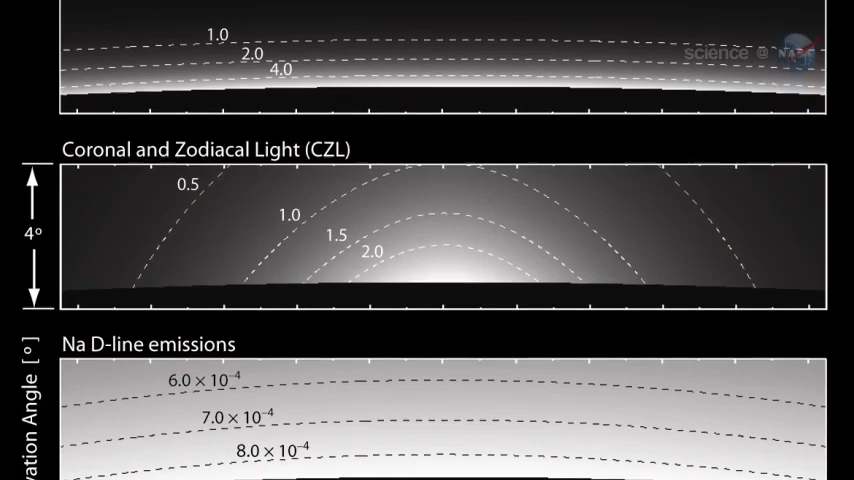 1.0
2.0
4.0
science @ NASA
Coronal and Zodiacal Light (CZL)
0.5
1.0
1.5
2.0
4º
Na D-line emissions
6.0 × 10⁻⁴
7.0 × 10⁻⁴
8.0 × 10⁻⁴
vation Angle [ º ]